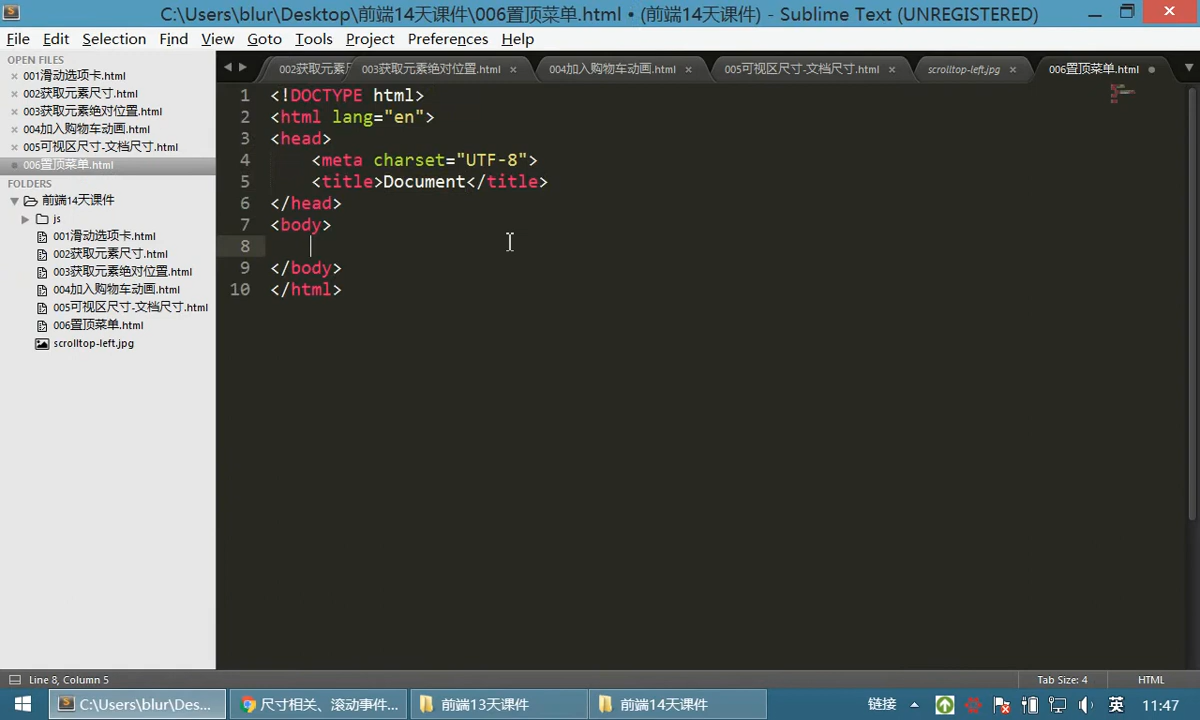 C:\Users\blur\Desktop\前端14天课件\006置顶菜单.html • (前端14天课件) - Sublime Text (UNREGISTERED)
File Edit Selection Find View Goto Tools Project Preferences Help
OPEN FILES
001滑动选项卡.html
002获取元素尺寸.html
003获取元素绝对位置.html
004加入购物车动画.html
005可视区尺寸-文档尺寸.html
006置顶菜单.html
FOLDERS
前端14天课件
js
001滑动选项卡.html
002获取元素尺寸.html
003获取元素绝对位置.html
004加入购物车动画.html
005可视区尺寸-文档尺寸.html
006置顶菜单.html
scrolltop-left.jpg
002获取元素 003获取元素绝对位置.html 004加入购物车动画.html 005可视区尺寸-文档尺寸.html scrolltop-left.jpg 006置顶菜单.html
1 <!DOCTYPE html>
2 <html lang="en">
3 <head>
4 <meta charset="UTF-8">
5 <title>Document</title>
6 </head>
7 <body>
8
9 </body>
10 </html>
Line 8, Column 5 Tab Size: 4 HTML
C:\Users\blur\Des... 尺寸相关、滚动事件... 前端13天课件 前端14天课件 链接 英 11:47